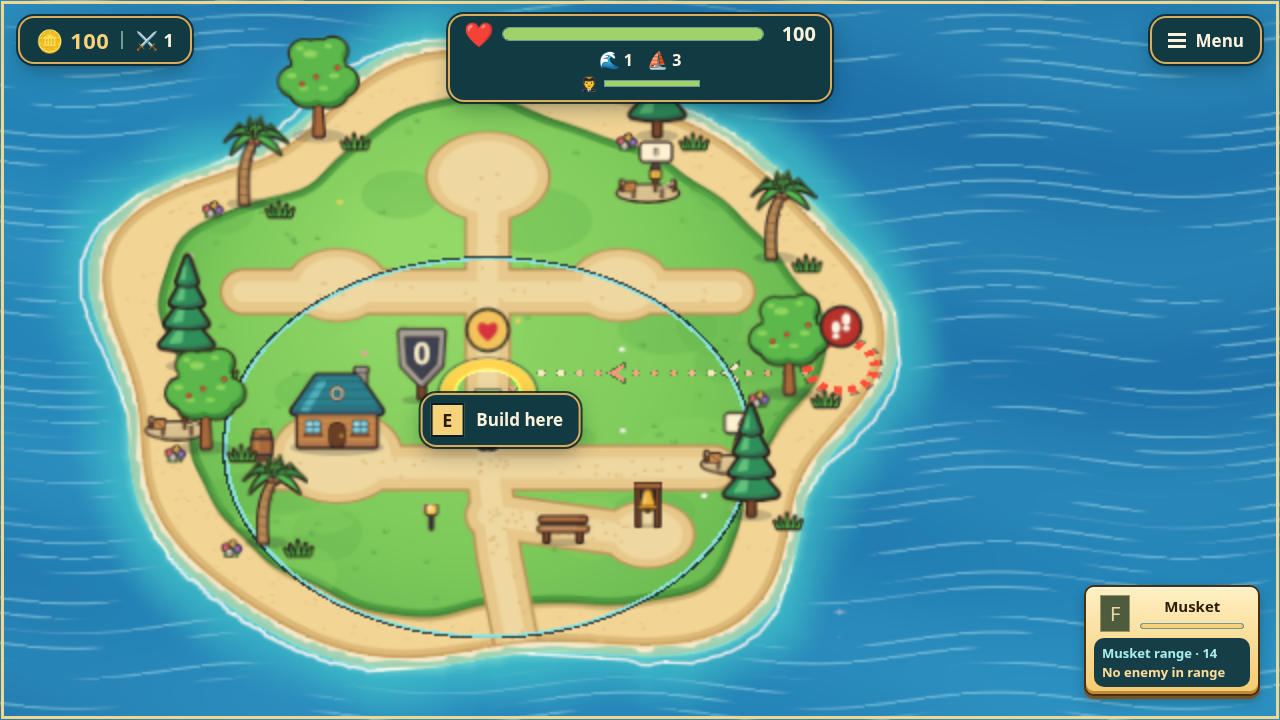 100 1
100
1 3
Menu
0
E Build here
F Musket
Musket range · 14
No enemy in range